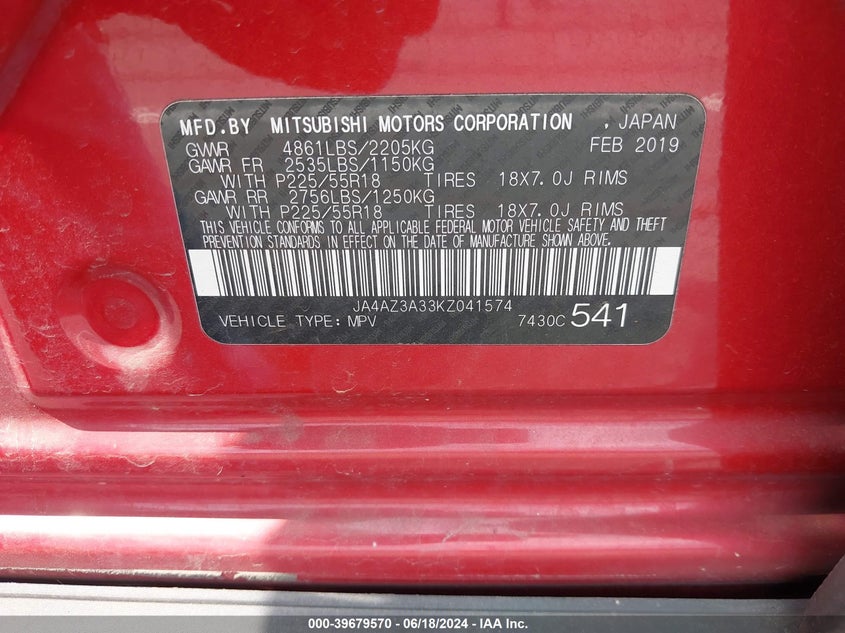 MFD.BY MITSUBISHI MOTORS CORPORATION , JAPAN
GVWR 4861LBS/2205KG FEB 2019
GAWR FR 2535LBS/1150KG
WITH P225/55R18 TIRES 18X7.0J RIMS
GAWR RR 2756LBS/1250KG
WITH P225/55R18 TIRES 18X7.0J RIMS
THIS VEHICLE CONFORMS TO ALL APPLICABLE FEDERAL MOTOR VEHICLE SAFETY AND THEFT
PREVENTION STANDARDS IN EFFECT ON THE DATE OF MANUFACTURE SHOWN ABOVE.
JA4AZ3A33KZ041574
VEHICLE TYPE: MPV 7430C 541
000-39679570 - 06/18/2024 - IAA Inc.